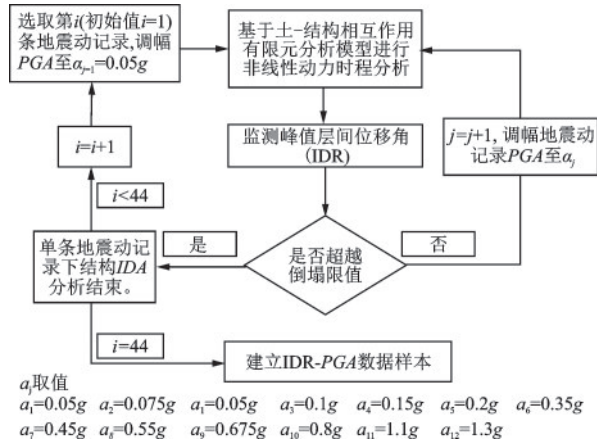 选取第i(初始值i=1)
条地震动记录,调幅
PGA至α_{j=1}=0.05g
基于土-结构相互作用
有限元分析模型进行
非线性动力时程分析
监测峰值层间位移角
(IDR)
j=j+1, 调幅地震动
记录PGA至α_j
i=i+1
i<44
单条地震动记
录下结构IDA
分析结束。
是
是否超越
倒塌限值
否
i=44
建立IDR-PGA数据样本
a_j取值
a_1=0.05g a_2=0.075g a_1=0.05g a_3=0.1g a_4=0.15g a_5=0.2g a_6=0.35g
a_7=0.45g a_8=0.55g a_9=0.675g a_10=0.8g a_11=1.1g a_12=1.3g